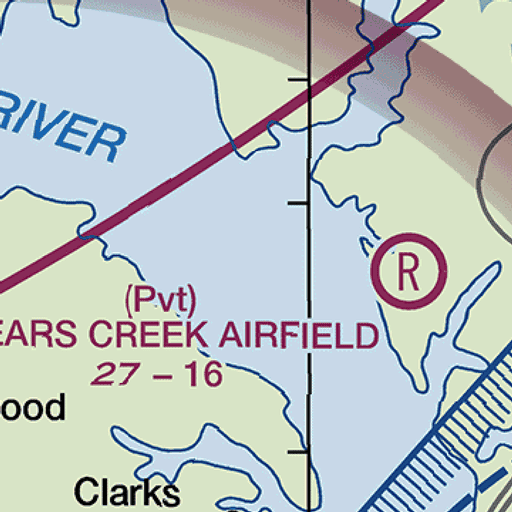 RIVER
R
(Pvt)
EARS CREEK AIRFIELD
27 – 16
ood
Clarks